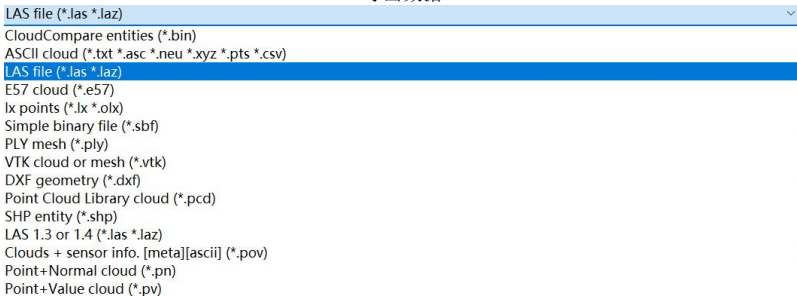 LAS file (*.las *.laz)
CloudCompare entities (*.bin)
ASCII cloud (*.txt *.asc *.neu *.xyz *.pts *.csv)
LAS file (*.las *.laz)
E57 cloud (*.e57)
lx points (*.lx *.olx)
Simple binary file (*.sbf)
PLY mesh (*.ply)
VTK cloud or mesh (*.vtk)
DXF geometry (*.dxf)
Point Cloud Library cloud (*.pcd)
SHP entity (*.shp)
LAS 1.3 or 1.4 (*.las *.laz)
Clouds + sensor info. [meta][ascii] (*.pov)
Point+Normal cloud (*.pn)
Point+Value cloud (*.pv)